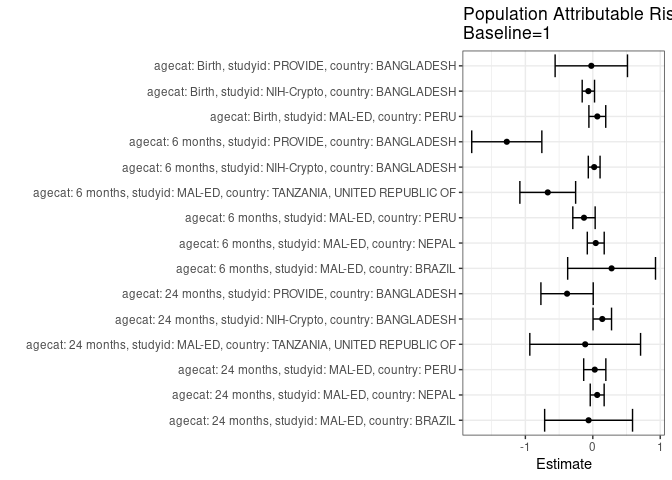 Population Attributable Ris
Baseline=1
agecat: Birth, studyid: PROVIDE, country: BANGLADESH
agecat: Birth, studyid: NIH-Crypto, country: BANGLADESH
agecat: Birth, studyid: MAL-ED, country: PERU
agecat: 6 months, studyid: PROVIDE, country: BANGLADESH
agecat: 6 months, studyid: NIH-Crypto, country: BANGLADESH
agecat: 6 months, studyid: MAL-ED, country: TANZANIA, UNITED REPUBLIC OF
agecat: 6 months, studyid: MAL-ED, country: PERU
agecat: 6 months, studyid: MAL-ED, country: NEPAL
agecat: 6 months, studyid: MAL-ED, country: BRAZIL
agecat: 24 months, studyid: PROVIDE, country: BANGLADESH
agecat: 24 months, studyid: NIH-Crypto, country: BANGLADESH
agecat: 24 months, studyid: MAL-ED, country: TANZANIA, UNITED REPUBLIC OF
agecat: 24 months, studyid: MAL-ED, country: PERU
agecat: 24 months, studyid: MAL-ED, country: NEPAL
agecat: 24 months, studyid: MAL-ED, country: BRAZIL
-1 0 1
Estimate